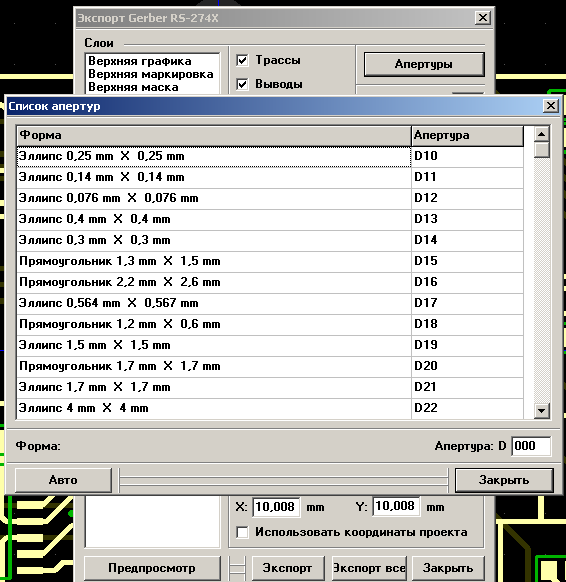 Экспорт Gerber RS-274X
Слои
Верхняя графика
Верхняя маркировка
Верхняя маска
Трассы
Выводы
Апертуры
Список апертур
Форма Апертура
Эллипс 0,25 mm X 0,25 mm D10
Эллипс 0,14 mm X 0,14 mm D11
Эллипс 0,076 mm X 0,076 mm D12
Эллипс 0,4 mm X 0,4 mm D13
Эллипс 0,3 mm X 0,3 mm D14
Прямоугольник 1,3 mm X 1,5 mm D15
Прямоугольник 2,2 mm X 2,6 mm D16
Эллипс 0,564 mm X 0,567 mm D17
Прямоугольник 1,2 mm X 0,6 mm D18
Эллипс 1,5 mm X 1,5 mm D19
Прямоугольник 1,7 mm X 1,7 mm D20
Эллипс 1,7 mm X 1,7 mm D21
Эллипс 4 mm X 4 mm D22
Форма: Апертура: D 000
Авто Закрыть
X: 10,008 mm Y: 10,008 mm
Использовать координаты проекта
Предпросмотр Экспорт Экспорт все Закрыть